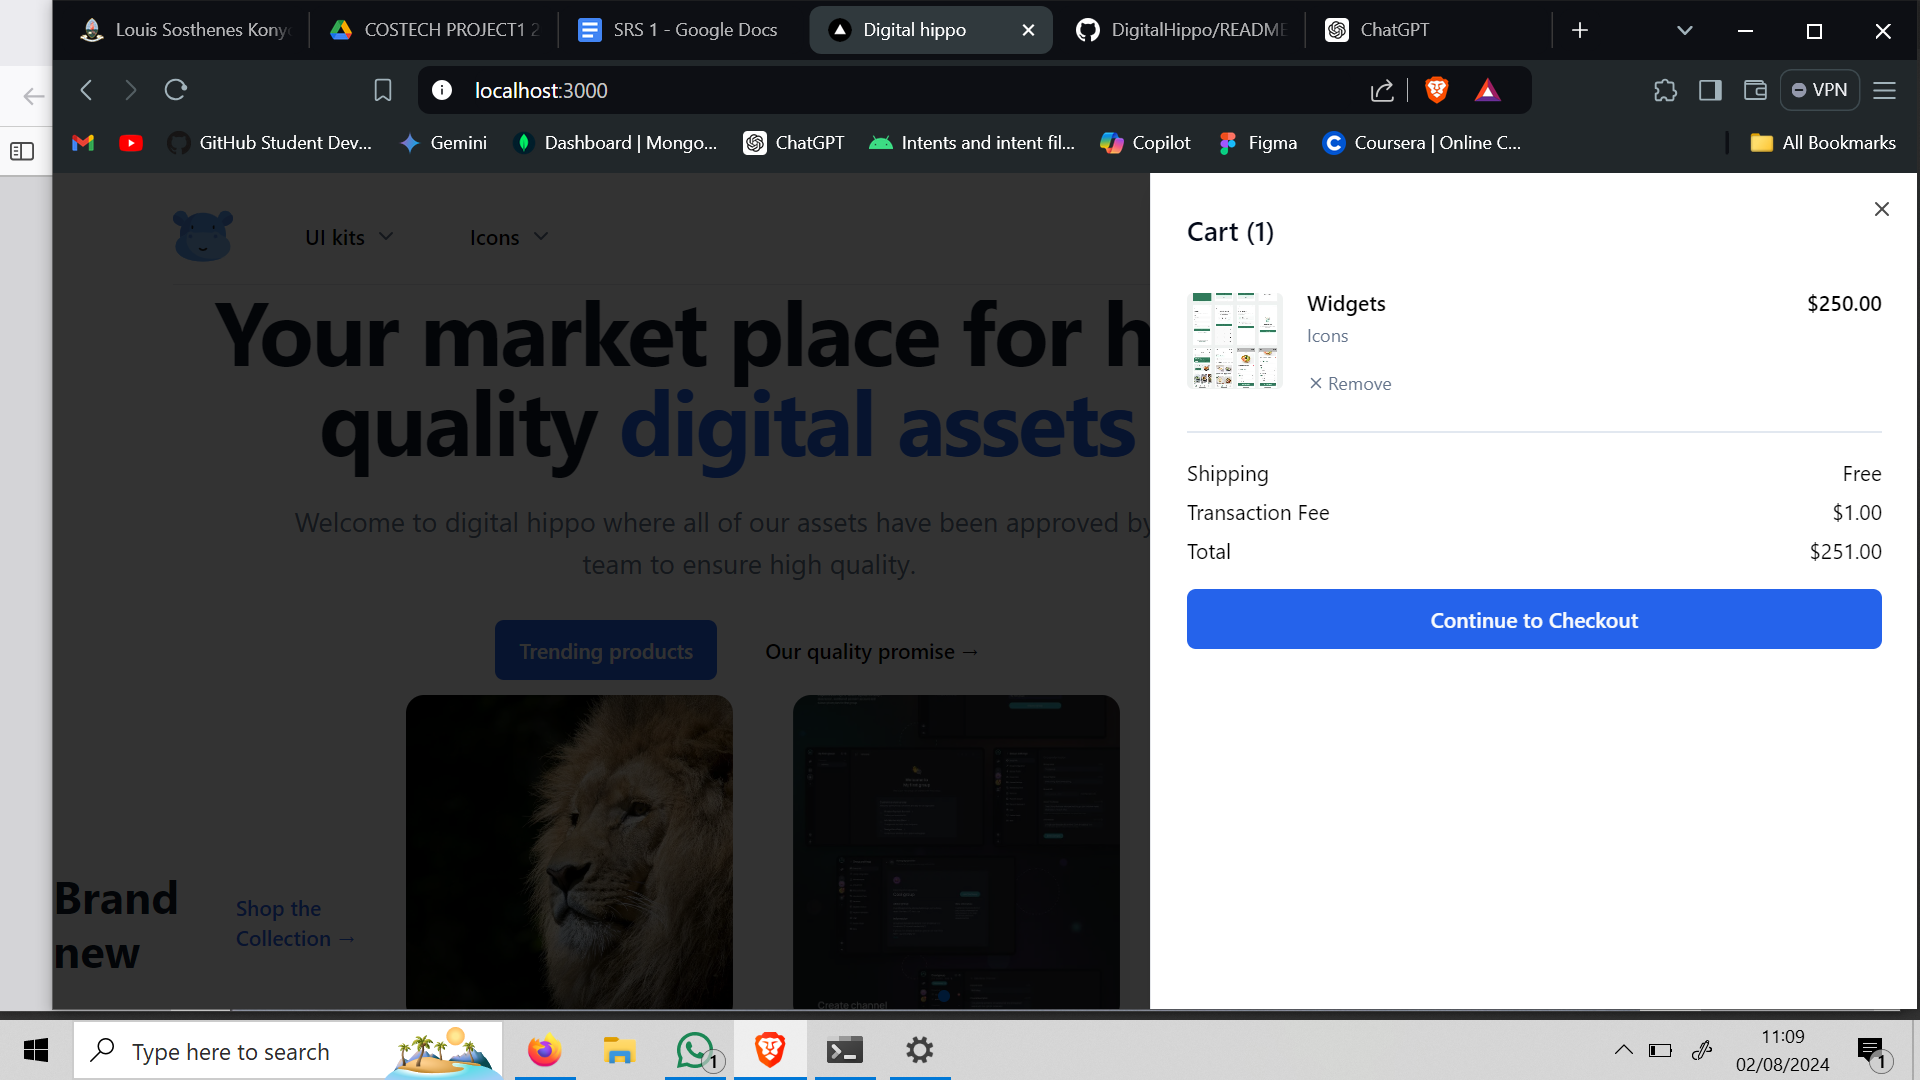 Louis Sosthenes Kony
COSTECH PROJECT1 2
SRS 1 - Google Docs
Digital hippo
DigitalHippo/README
ChatGPT
localhost:3000
VPN
GitHub Student Dev...
Gemini
Dashboard | Mongo...
ChatGPT
Intents and intent fil...
Copilot
Figma
Coursera | Online C...
All Bookmarks
UI kits
Icons
Your market place for h
quality digital assets
Welcome to digital hippo where all of our assets have been approved by
team to ensure high quality.
Trending products
Our quality promise →
Brand
new
Shop the
Collection →
Create channel
Cart (1)
Widgets
$250.00
Icons
Remove
Shipping
Free
Transaction Fee
$1.00
Total
$251.00
Continue to Checkout
Type here to search
1
11:09
02/08/2024
1